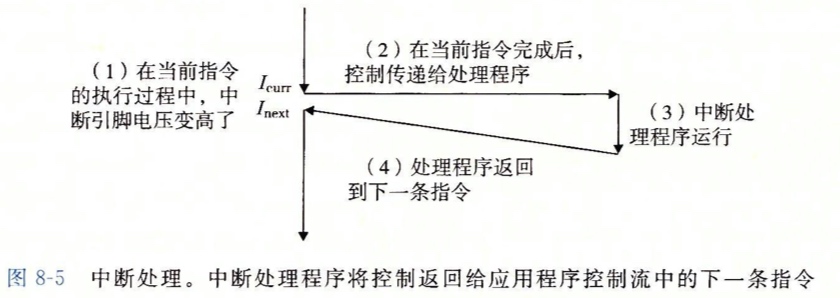 （1）在当前指令
的执行过程中，中
断引脚电压变高了
Icurr
Inext
（2）在当前指令完成后，
控制传递给处理程序
（3）中断处
理程序运行
（4）处理程序返回
到下一条指令
图 8-5 中断处理。中断处理程序将控制返回给应用程序控制流中的下一条指令